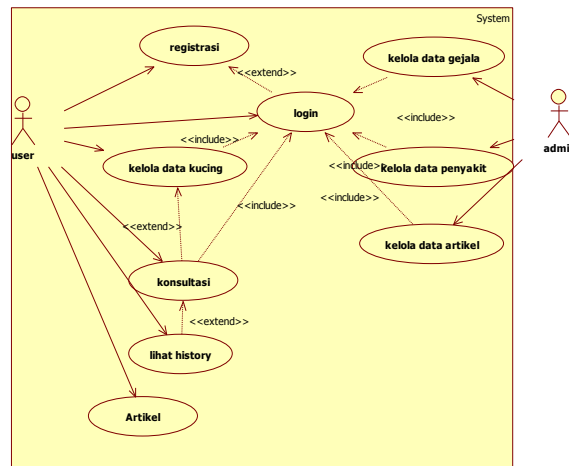 System
registrasi
kelola data gejala
<<extend>>
login
<<include>>
<<include>>
user
admi
kelola data kucing
kelola data penyakit
<<include>>
<<include>>
<<extend>>
kelola data artikel
konsultasi
<<extend>>
lihat history
Artikel